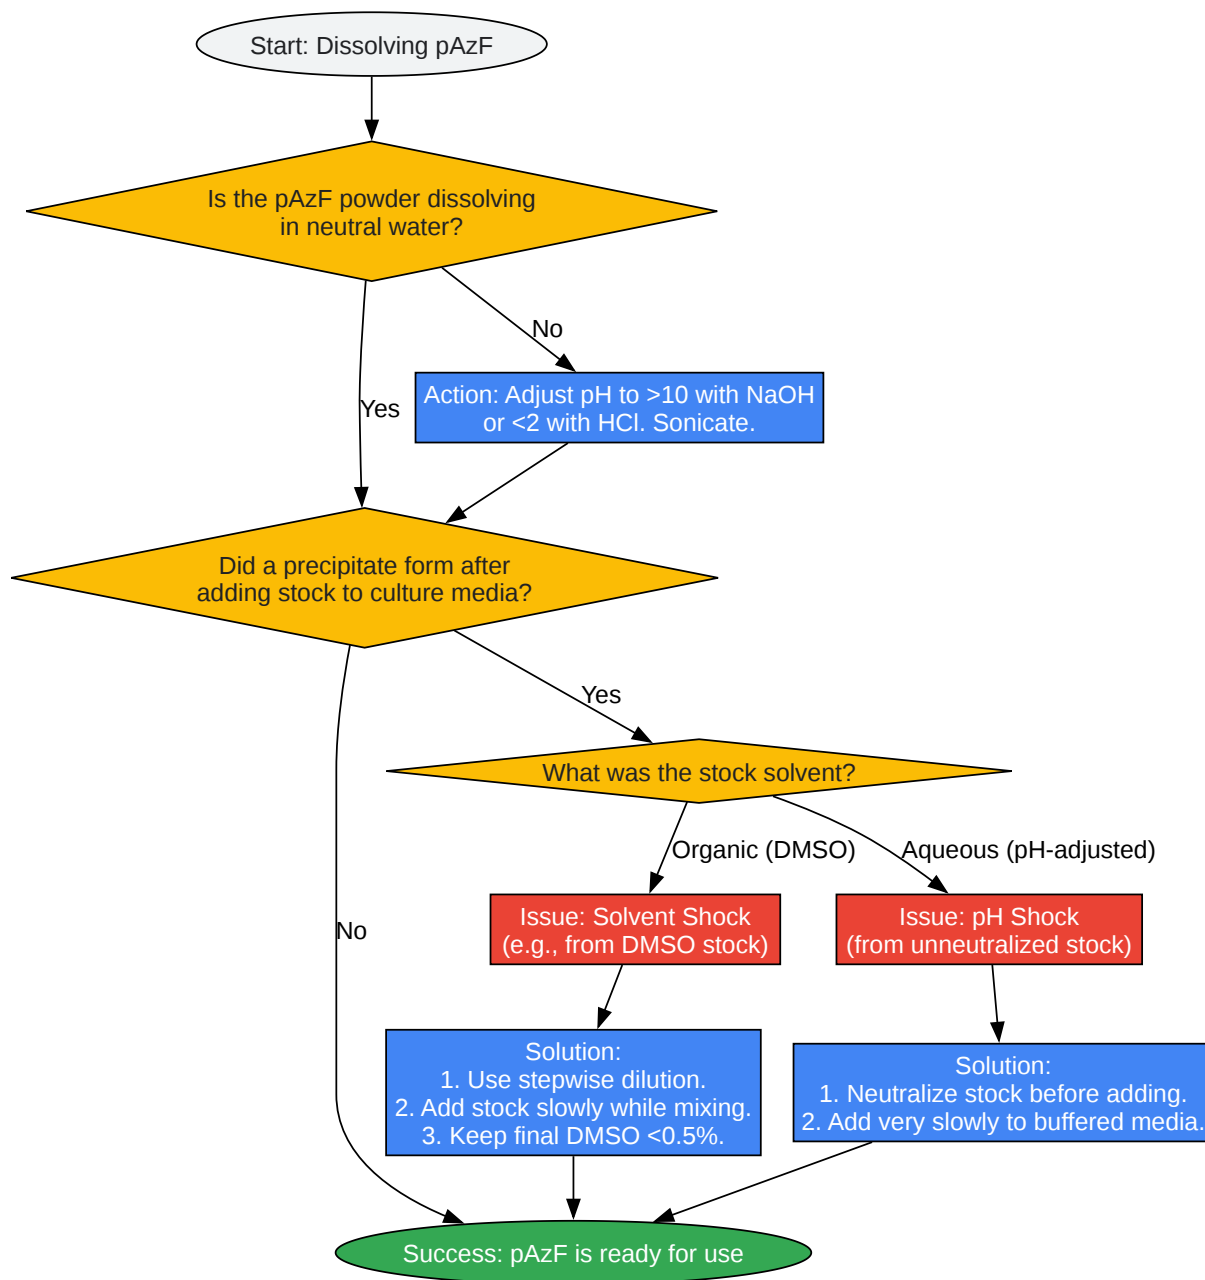 Start: Dissolving pAzF
Is the pAzF powder dissolving
in neutral water?
No
Yes
Action: Adjust pH to >10 with NaOH
or <2 with HCl. Sonicate.
Did a precipitate form after
adding stock to culture media?
Yes
No
What was the stock solvent?
Organic (DMSO)
Aqueous (pH-adjusted)
Issue: Solvent Shock
(e.g., from DMSO stock)
Issue: pH Shock
(from unneutralized stock)
Solution:
1. Use stepwise dilution.
2. Add stock slowly while mixing.
3. Keep final DMSO <0.5%.
Solution:
1. Neutralize stock before adding.
2. Add very slowly to buffered media.
Success: pAzF is ready for use